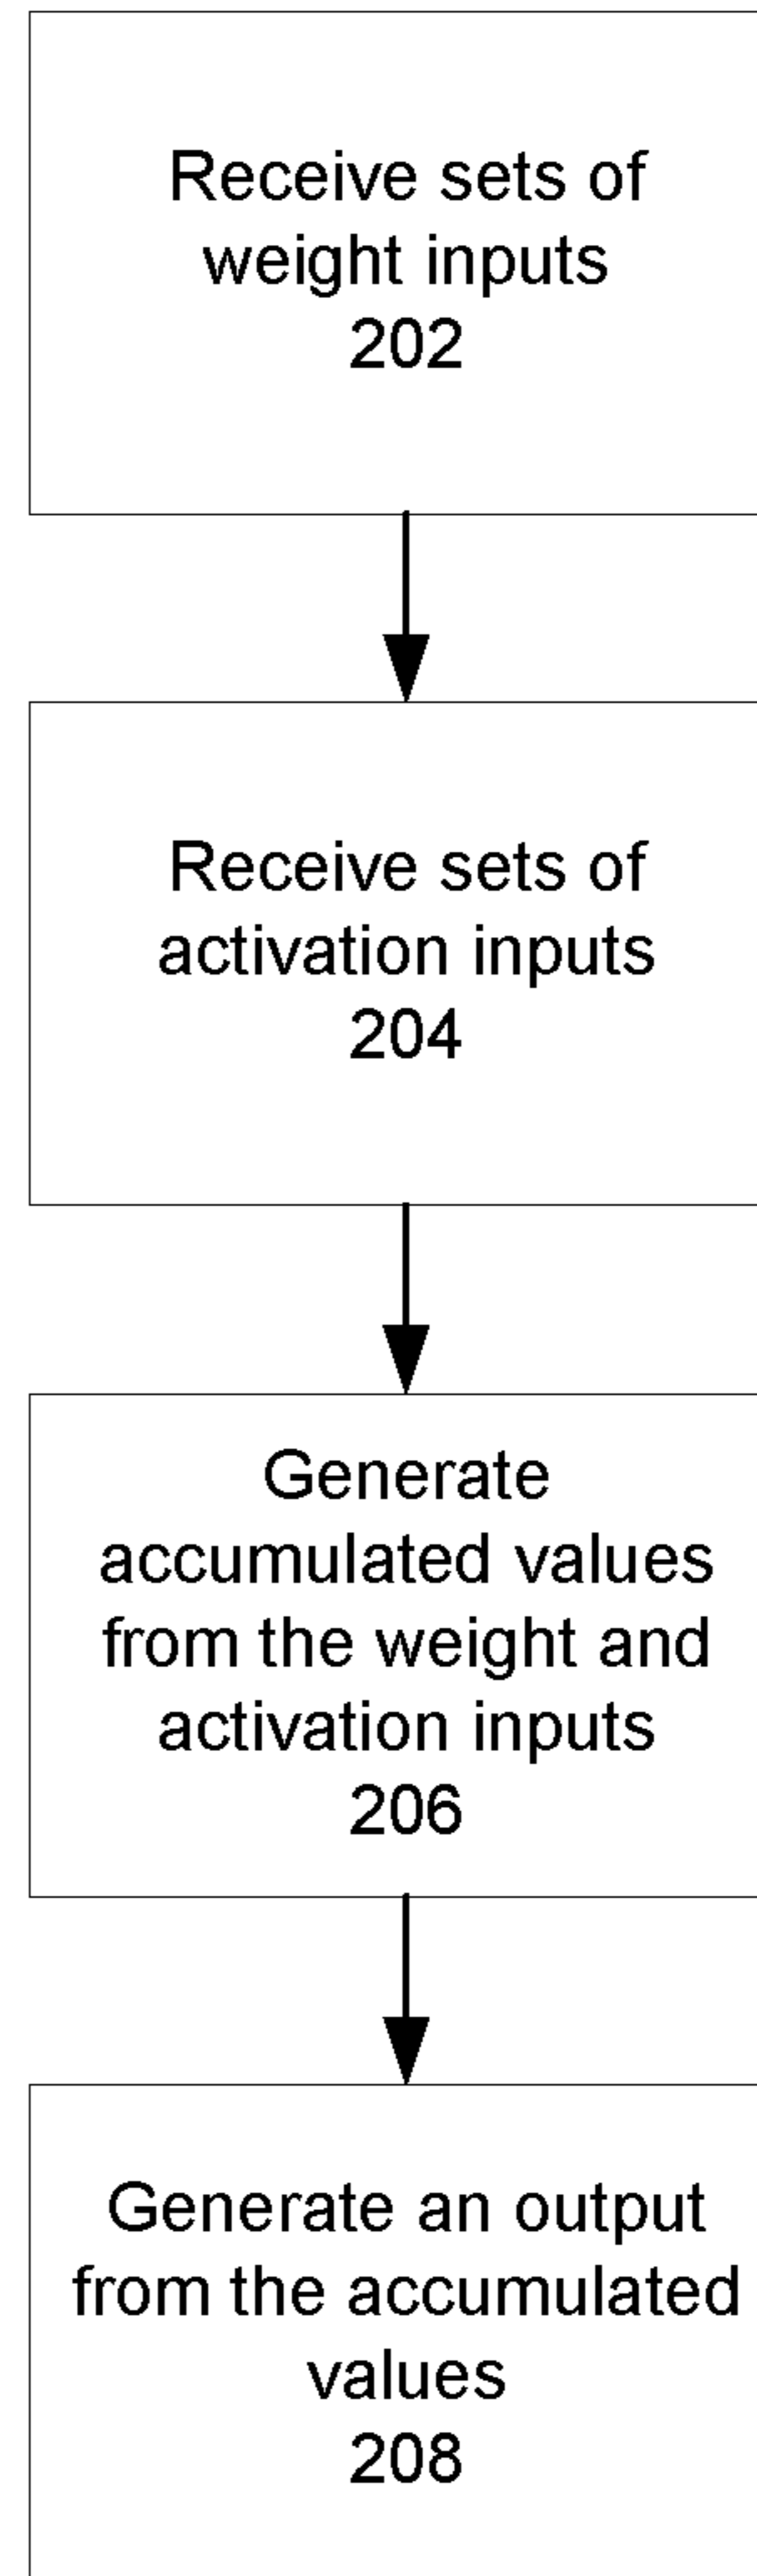 Receive sets of
weight inputs
202
Receive sets of
activation inputs
204
Generate
accumulated values
from the weight and
activation inputs
206
Generate an output
from the accumulated
values
208